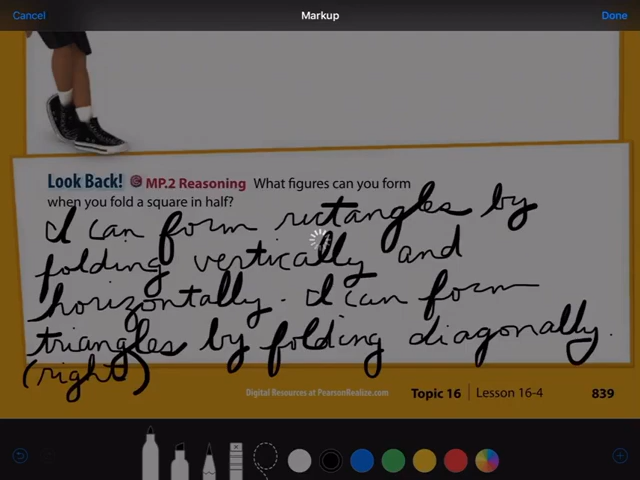 Cancel Markup Done
Look Back! MP.2 Reasoning What figures can you form
when you fold a square in half?
I can form rectangles by
folding vertically and
horizontally. I can form
triangles by folding diagonally.
(right)
Digital Resources at PearsonRealize.com Topic 16 Lesson 16-4 839